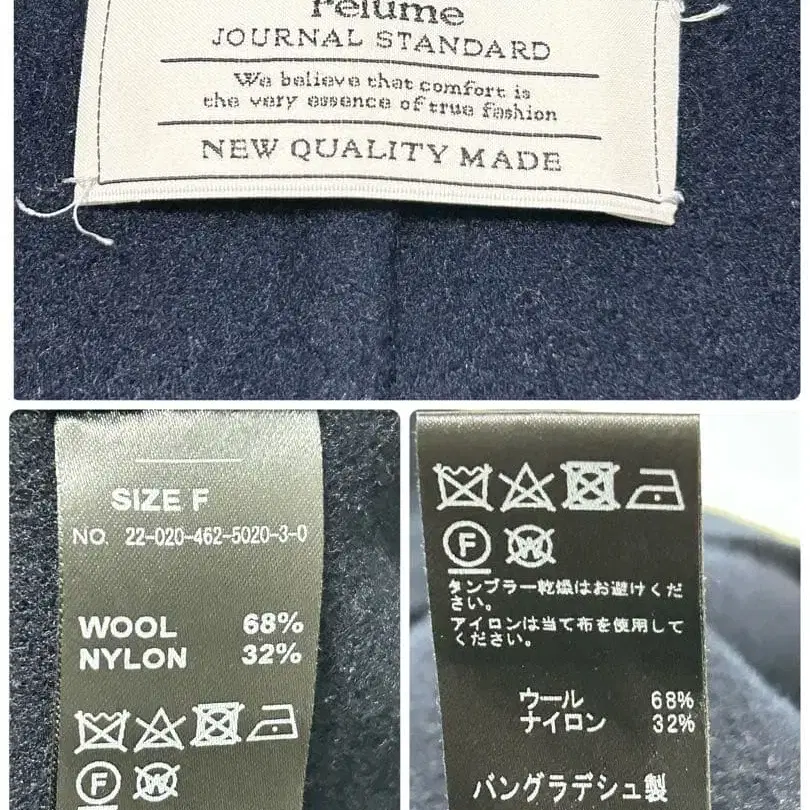 relume
JOURNAL STANDARD
We believe that comfort is
the very essence of true fashion
NEW QUALITY MADE
SIZE F
NO. 22-020-462-5020-3-0
WOOL 68%
NYLON 32%
F
W
F
W
タンブラー乾燥はお避けくだ
さい。
アイロンは当て布を使用して
ください。
ウール 68%
ナイロン 32%
バングラデシュ製